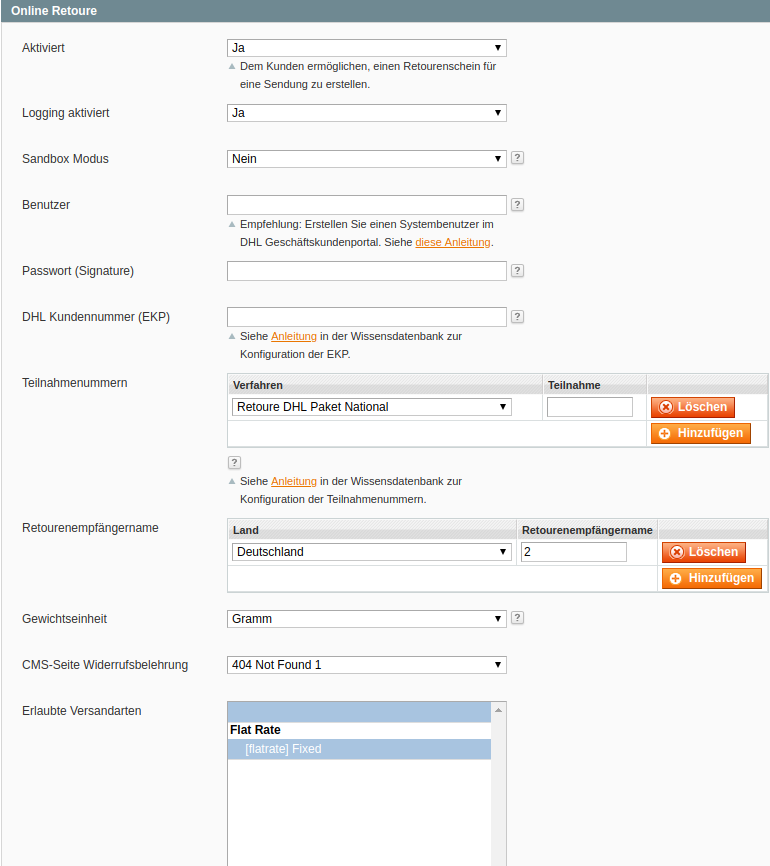 Online Retoure
Aktiviert
Ja
Dem Kunden ermöglichen, einen Retourenschein für
eine Sendung zu erstellen.
Logging aktiviert
Ja
Sandbox Modus
Nein
?
Benutzer
?
Empfehlung: Erstellen Sie einen Systembenutzer im
DHL Geschäftskundenportal. Siehe diese Anleitung.
Passwort (Signature)
?
DHL Kundennummer (EKP)
?
Siehe Anleitung in der Wissensdatenbank zur
Konfiguration der EKP.
Teilnahmenummern
Verfahren Teilnahme
Retoure DHL Paket National
Löschen
Hinzufügen
?
Siehe Anleitung in der Wissensdatenbank zur
Konfiguration der Teilnahmenummern.
Retourenempfängername
Land Retourenempfängername
Deutschland 2 Löschen
Hinzufügen
Gewichtseinheit
Gramm
?
CMS-Seite Widerrufsbelehrung
404 Not Found 1
Erlaubte Versandarten
Flat Rate
[flatrate] Fixed